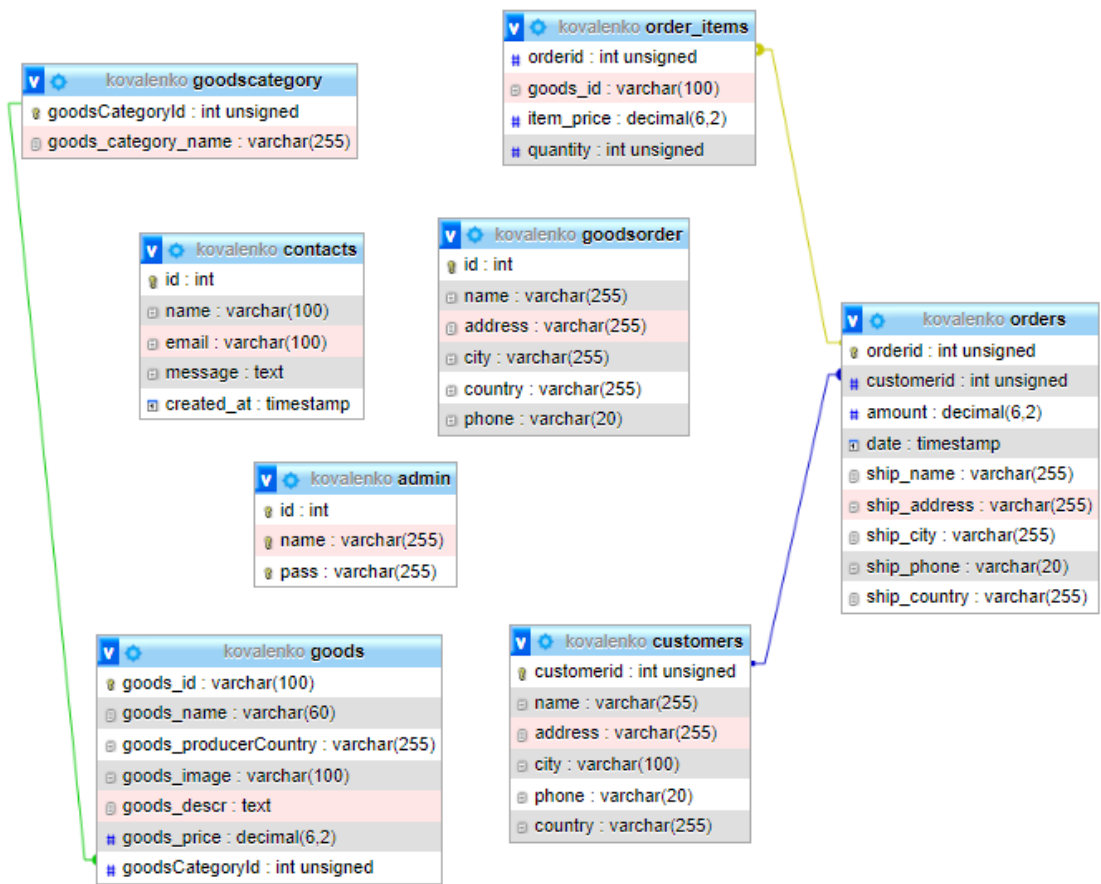 kovalenko order_items
orderid : int unsigned
goods_id : varchar(100)
item_price : decimal(6,2)
quantity : int unsigned
v kovalenko goodscategory
goodsCategoryId : int unsigned
goods_category_name : varchar(255)
v kovalenko contacts
id : int
name : varchar(100)
email : varchar(100)
message : text
created_at : timestamp
v kovalenko goodsorder
id : int
name : varchar(255)
address : varchar(255)
city : varchar(255)
country : varchar(255)
phone : varchar(20)
v kovalenko orders
orderid : int unsigned
customerid : int unsigned
amount : decimal(6,2)
date : timestamp
ship_name : varchar(255)
ship_address : varchar(255)
ship_city : varchar(255)
ship_phone : varchar(20)
ship_country : varchar(255)
v kovalenko admin
id : int
name : varchar(255)
pass : varchar(255)
v kovalenko goods
goods_id : varchar(100)
goods_name : varchar(60)
goods_producerCountry : varchar(255)
goods_image : varchar(100)
goods_descr : text
goods_price : decimal(6,2)
goodsCategoryId : int unsigned
v kovalenko customers
customerid : int unsigned
name : varchar(255)
address : varchar(255)
city : varchar(100)
phone : varchar(20)
country : varchar(255)